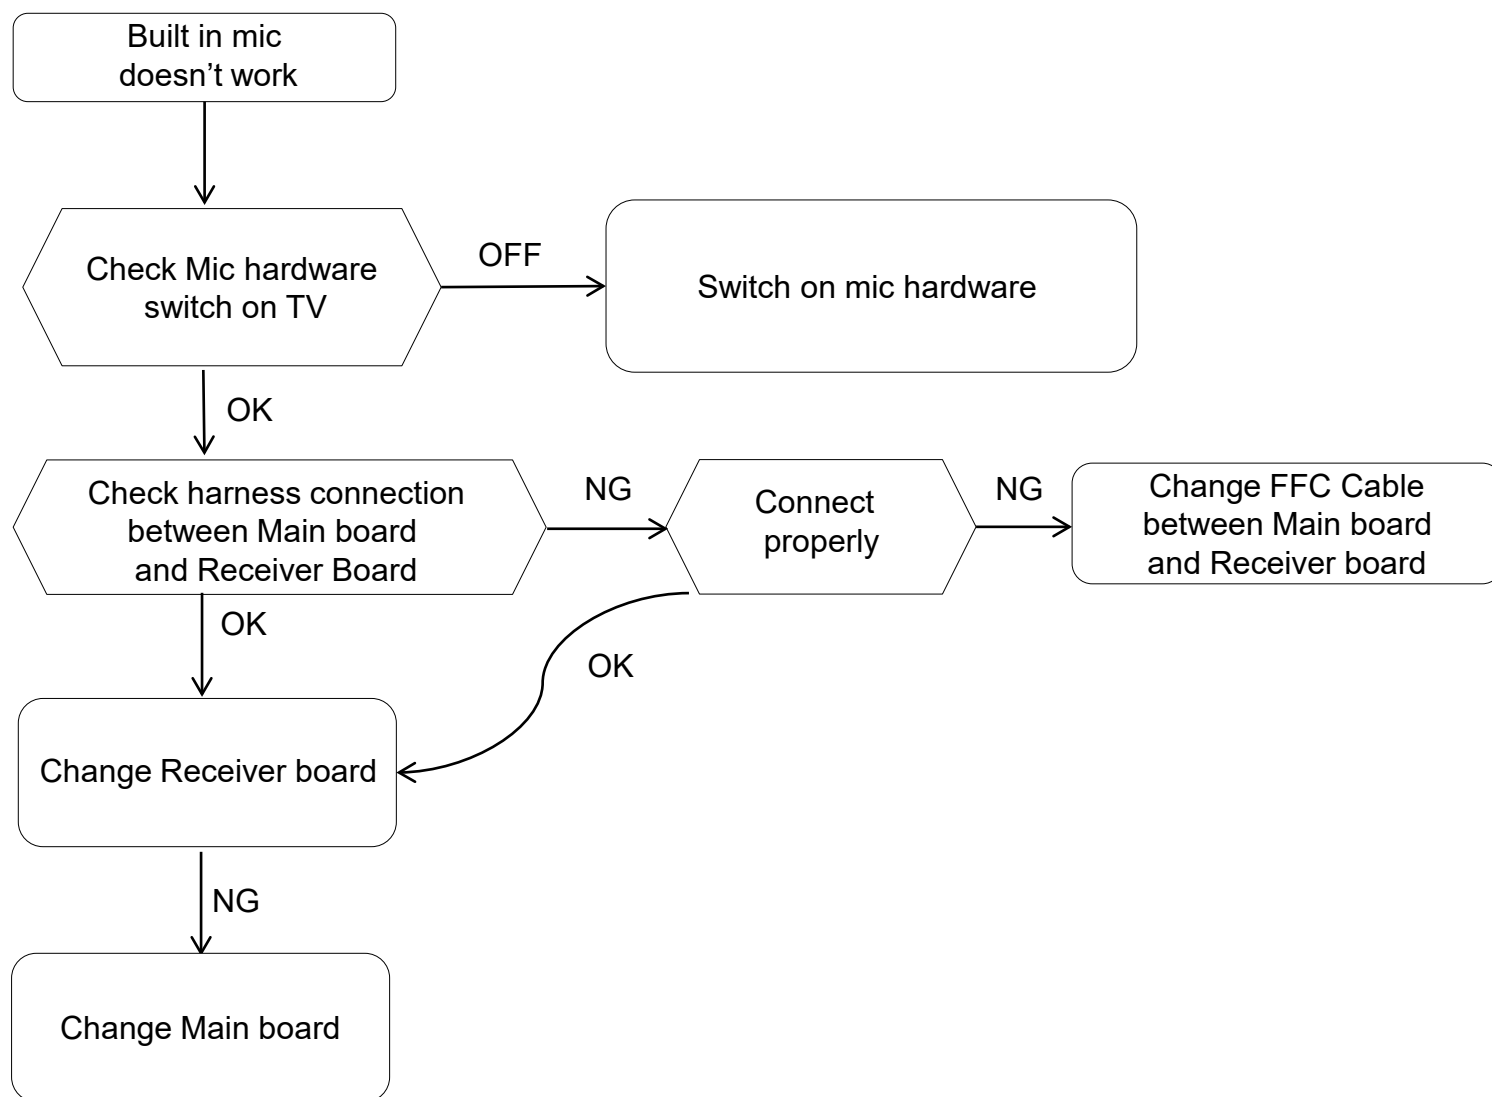 Built in mic
doesn’t work
Check Mic hardware
switch on TV
OFF
Switch on mic hardware
OK
Check harness connection
between Main board
and Receiver Board
NG
Connect
properly
NG
Change FFC Cable
between Main board
and Receiver board
OK
OK
Change Receiver board
NG
Change Main board